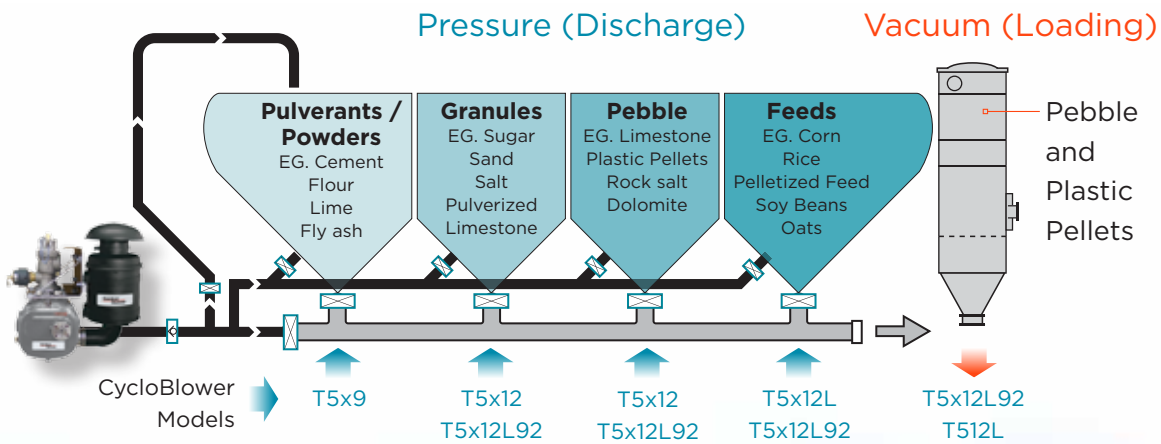 Pressure (Discharge)
Vacuum (Loading)
Pulverants /
Powders
EG. Cement
Flour
Lime
Fly ash
Granules
EG. Sugar
Sand
Salt
Pulverized
Limestone
Pebble
EG. Limestone
Plastic Pellets
Rock salt
Dolomite
Feeds
EG. Corn
Rice
Pelletized Feed
Soy Beans
Oats
Pebble
and
Plastic
Pellets
CycloBlower
Models
T5x9
T5x12
T5x12L92
T5x12
T5x12L92
T5x12L
T5x12L92
T5x12L92
T512L